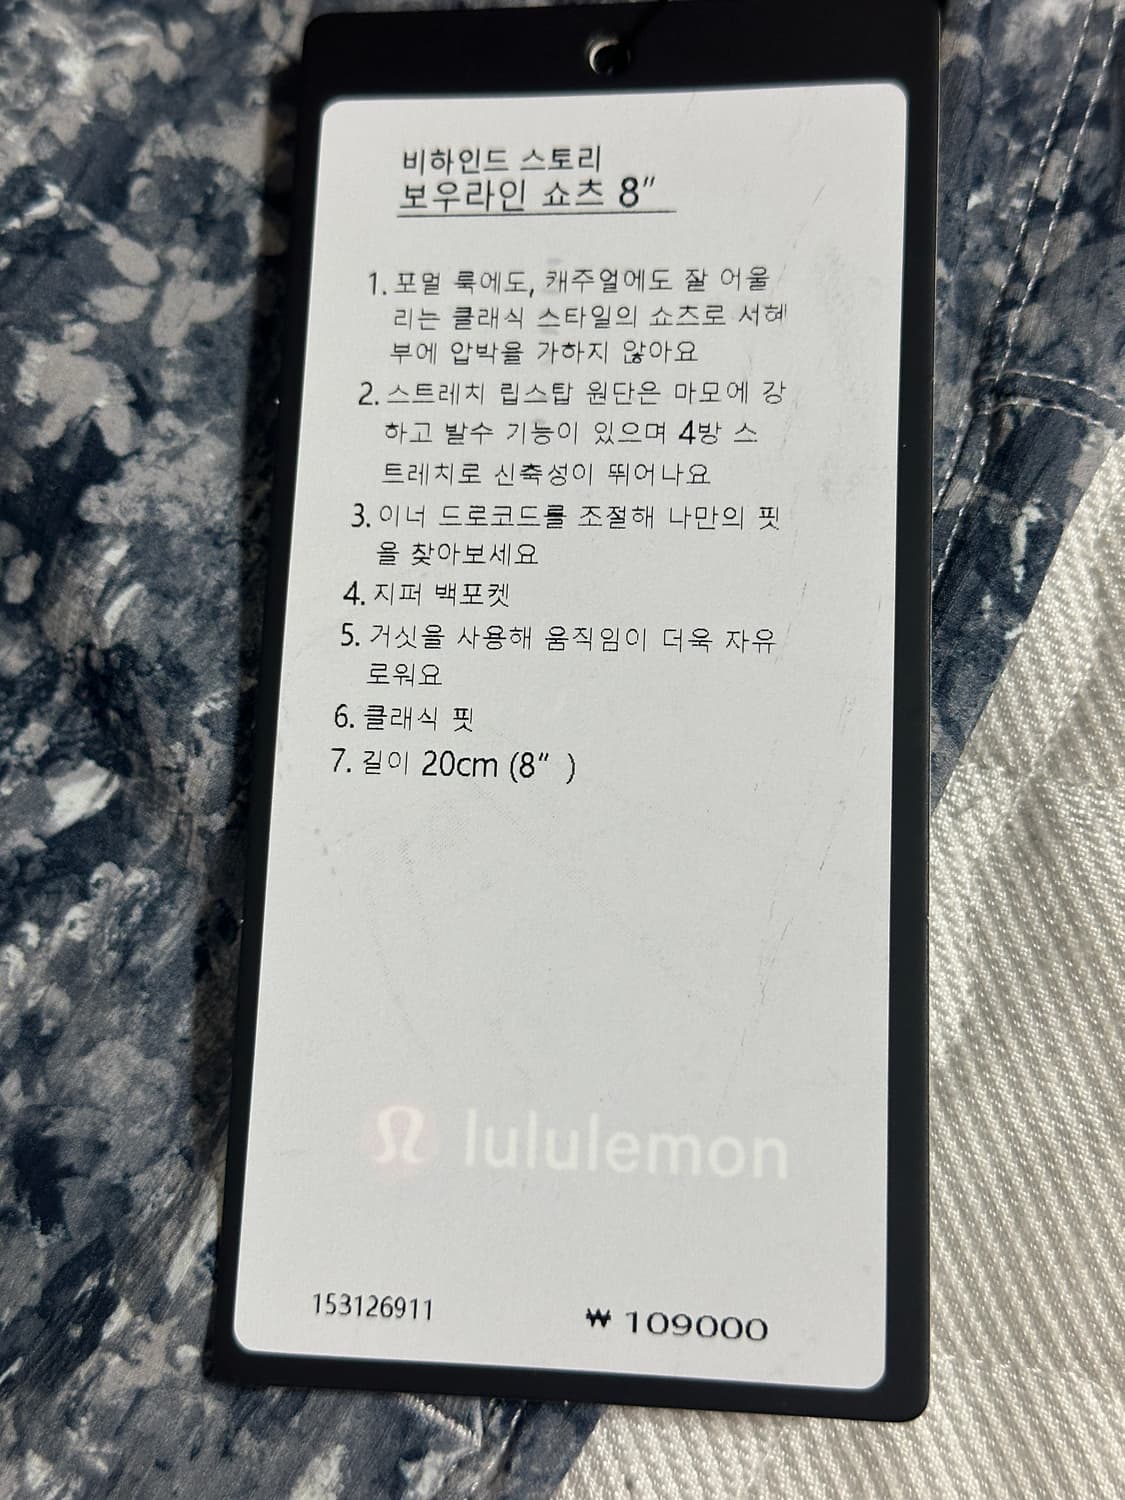 비하인드 스토리
보우라인 쇼츠 8"
1. 포멀 룩에도, 캐주얼에도 잘 어울
리는 클래식 스타일의 쇼츠로 서혜
부에 압박을 가하지 않아요
2. 스트레치 립스탑 원단은 마모에 강
하고 발수 기능이 있으며 4방 스
트레치로 신축성이 뛰어나요
3. 이너 드로코드를 조절해 나만의 핏
을 찾아보세요
4. 지퍼 백포켓
5. 거싯을 사용해 움직임이 더욱 자유
로워요
6. 클래식 핏
7. 길이 20cm (8" )
lululemon
153126911
₩ 109000